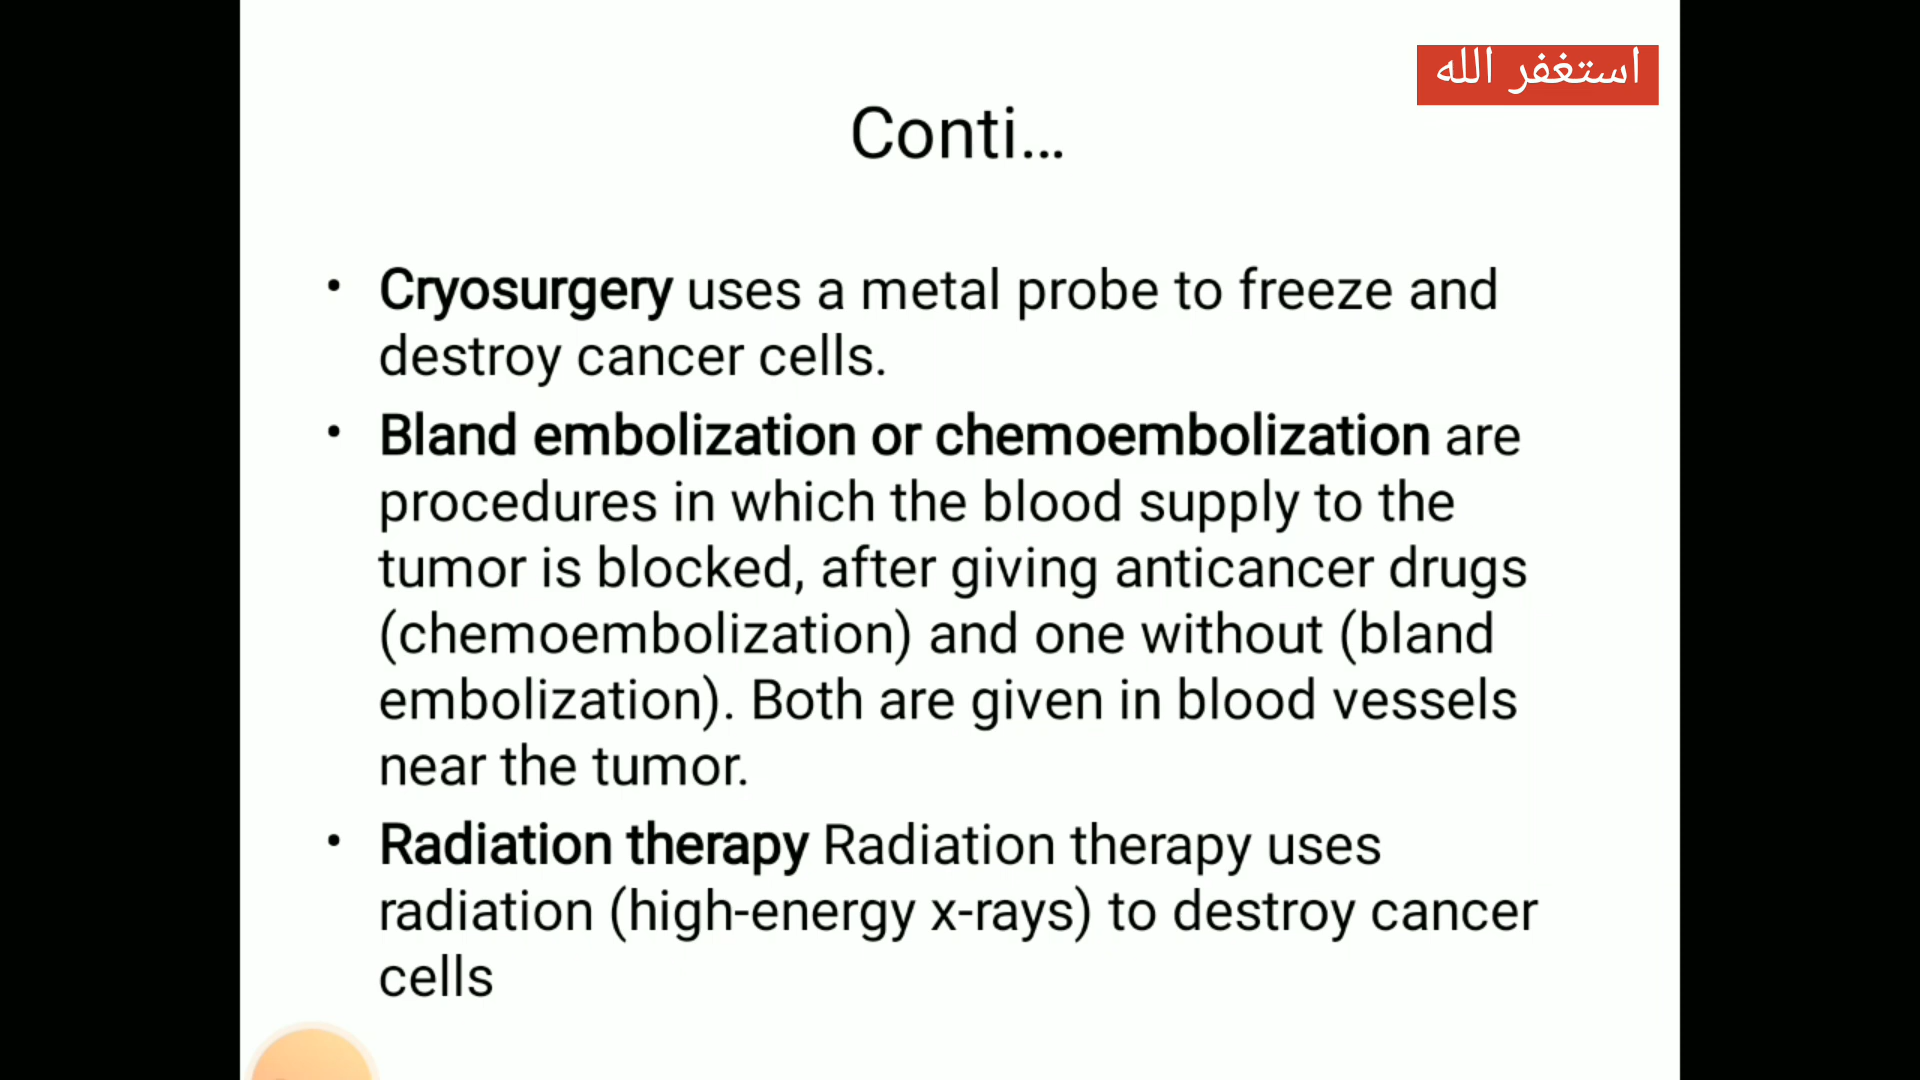 استغفر الله
Conti...
• Cryosurgery uses a metal probe to freeze and
destroy cancer cells.
• Bland embolization or chemoembolization are
procedures in which the blood supply to the
tumor is blocked, after giving anticancer drugs
(chemoembolization) and one without (bland
embolization). Both are given in blood vessels
near the tumor.
• Radiation therapy Radiation therapy uses
radiation (high-energy x-rays) to destroy cancer
cells